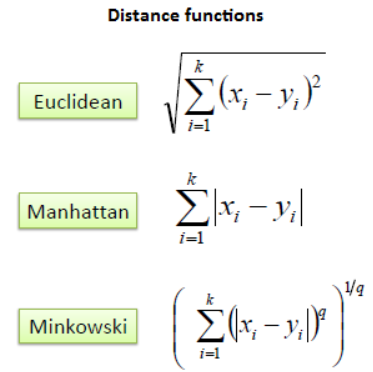 Distance functions
Euclidean √(∑_{i=1}^{k} (x_i − y_i)²)
Manhattan ∑_{i=1}^{k} |x_i − y_i|
Minkowski (∑_{i=1}^{k} (|x_i − y_i|)^q)^{1/q}